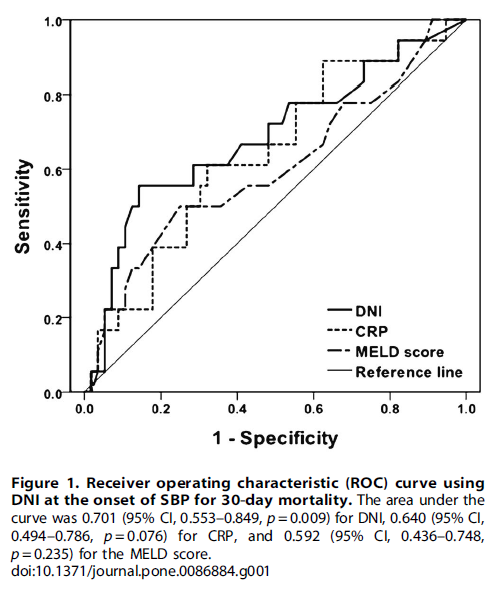 1.0
0.8
0.6
0.4
0.2
0.0
Sensitivity
DNI
CRP
MELD score
Reference line
0.0 0.2 0.4 0.6 0.8 1.0
1 - Specificity
Figure 1. Receiver operating characteristic (ROC) curve using
DNI at the onset of SBP for 30-day mortality. The area under the
curve was 0.701 (95% CI, 0.553–0.849, p = 0.009) for DNI, 0.640 (95% CI,
0.494–0.786, p = 0.076) for CRP, and 0.592 (95% CI, 0.436–0.748,
p = 0.235) for the MELD score.
doi:10.1371/journal.pone.0086884.g001